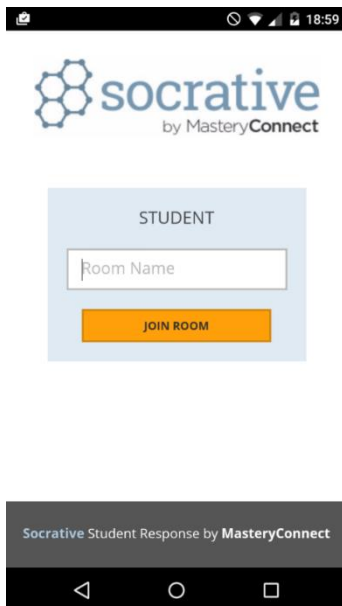 18:59
socrative
by MasteryConnect
STUDENT
Room Name
JOIN ROOM
Socrative Student Response by MasteryConnect